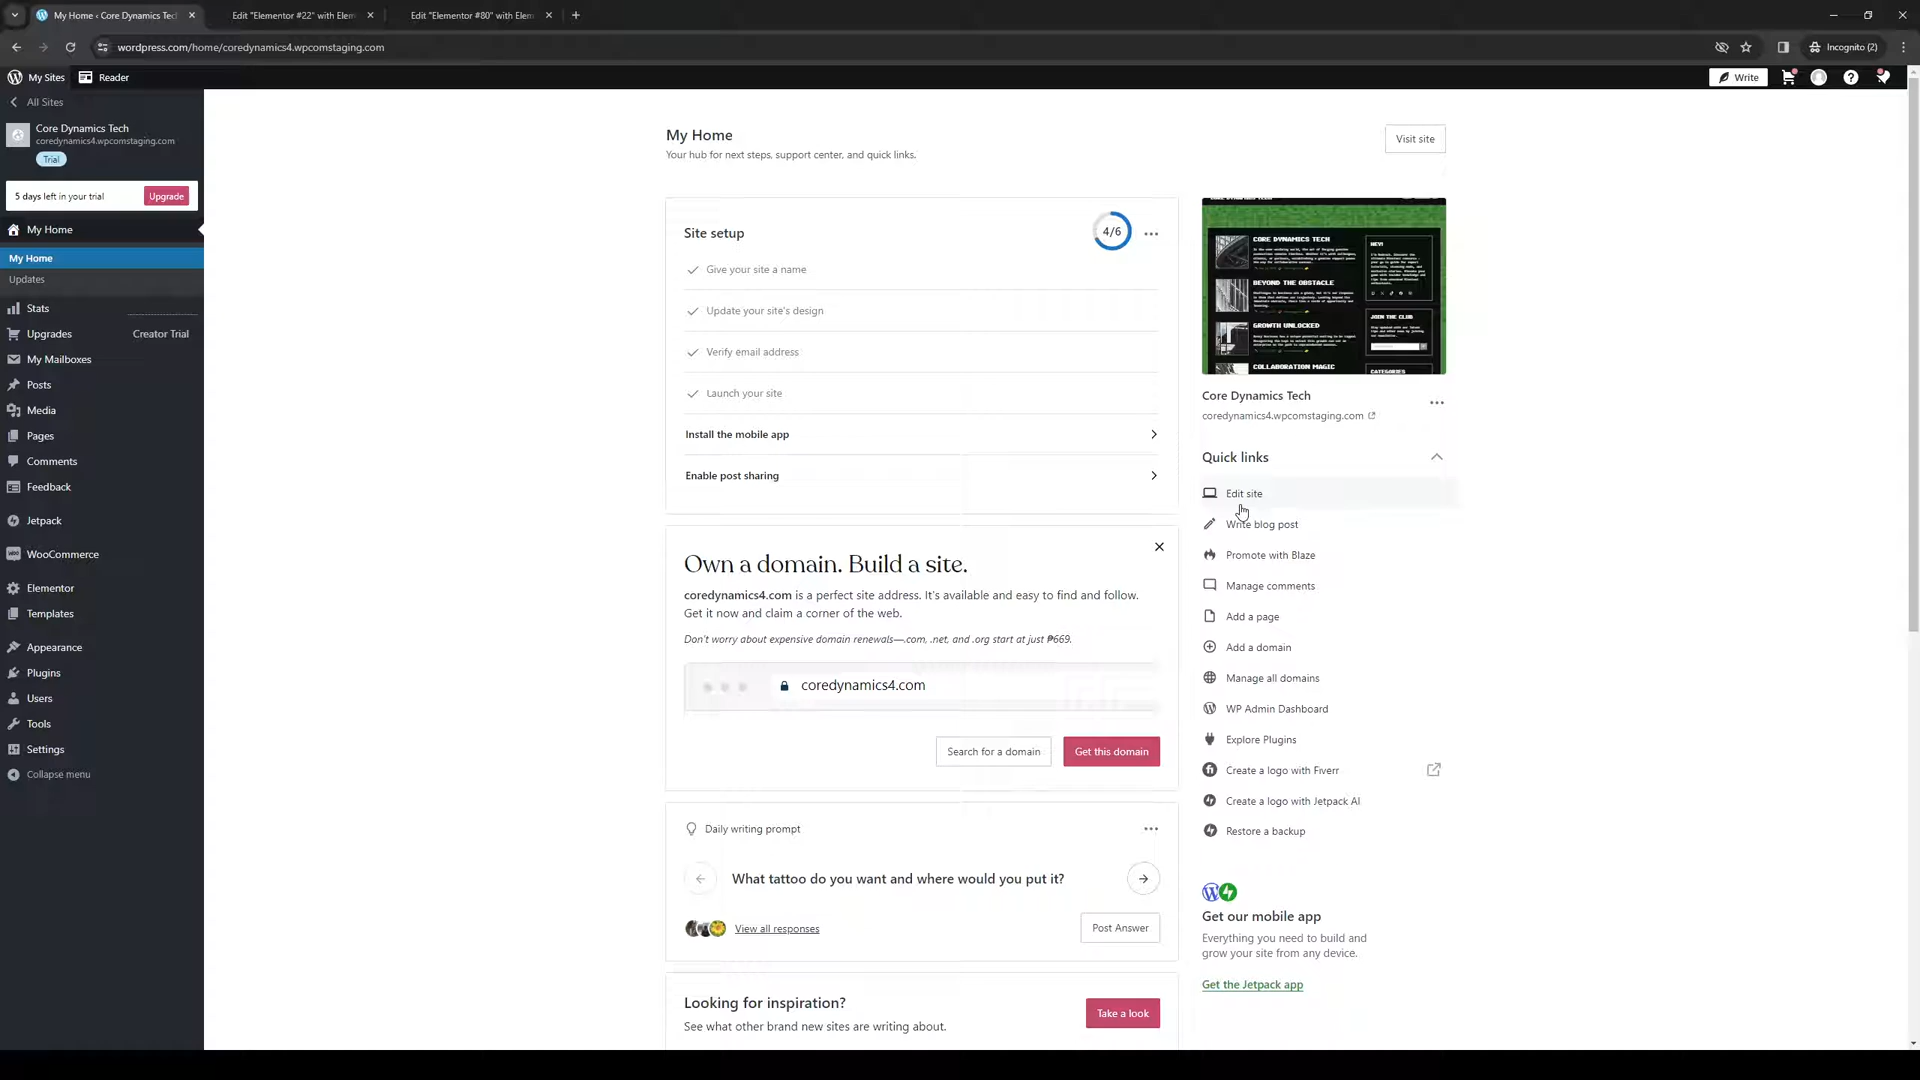 My Home ‹ Core Dynamics Tec
Edit "Elementor #22" with Elem
Edit "Elementor #80" with Elem
wordpress.com/home/coredynamics4.wpcomstaging.com
Incognito (2)
My Sites
Reader
Write
All Sites
Core Dynamics Tech
coredynamics4.wpcomstaging.com
Trial
5 days left in your trial
Upgrade
My Home
My Home
Updates
Stats
Upgrades
Creator Trial
My Mailboxes
Posts
Media
Pages
Comments
Feedback
Jetpack
WooCommerce
Elementor
Templates
Appearance
Plugins
Users
Tools
Settings
Collapse menu
My Home
Your hub for next steps, support center, and quick links.
Visit site
Site setup
4/6
Give your site a name
Update your site's design
Verify email address
Launch your site
Install the mobile app
Enable post sharing
Own a domain. Build a site.
coredynamics4.com is a perfect site address. It's available and easy to find and follow.
Get it now and claim a corner of the web.
Don't worry about expensive domain renewals—.com, .net, and .org start at just ₱669.
coredynamics4.com
Search for a domain
Get this domain
Daily writing prompt
What tattoo do you want and where would you put it?
View all responses
Post Answer
Looking for inspiration?
See what other brand new sites are writing about.
Take a look
CORE DYNAMICS TECH
BEYOND THE OBSTACLE
GROWTH UNLOCKED
COLLABORATION MAGIC
HEY!
JOIN THE CLUB
CATEGORIES
Core Dynamics Tech
coredynamics4.wpcomstaging.com
Quick links
Edit site
Write blog post
Promote with Blaze
Manage comments
Add a page
Add a domain
Manage all domains
WP Admin Dashboard
Explore Plugins
Create a logo with Fiverr
Create a logo with Jetpack AI
Restore a backup
Get our mobile app
Everything you need to build and
grow your site from any device.
Get the Jetpack app